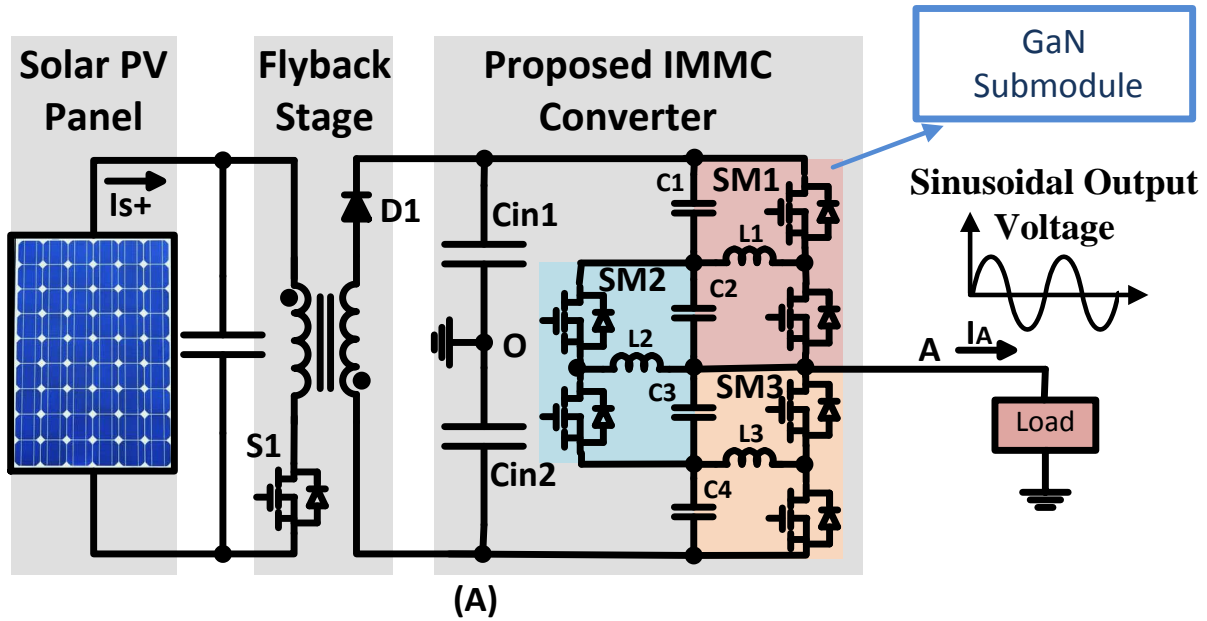 Solar PV
Panel
Flyback
Stage
Proposed IMMC
Converter
GaN
Submodule
Is+
D1
Cin1
C1
SM1
L1
Sinusoidal Output
Voltage
SM2
C2
O
L2
A
IA
C3
SM3
S1
Cin2
L3
C4
Load
(A)